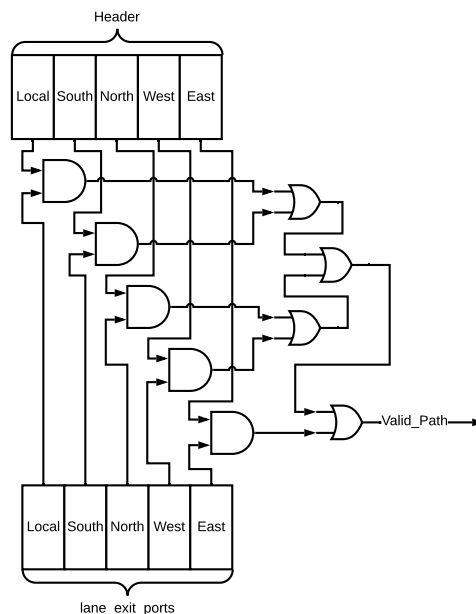 Header
Local South North West East
Valid_Path
Local South North West East
lane_exit_ports